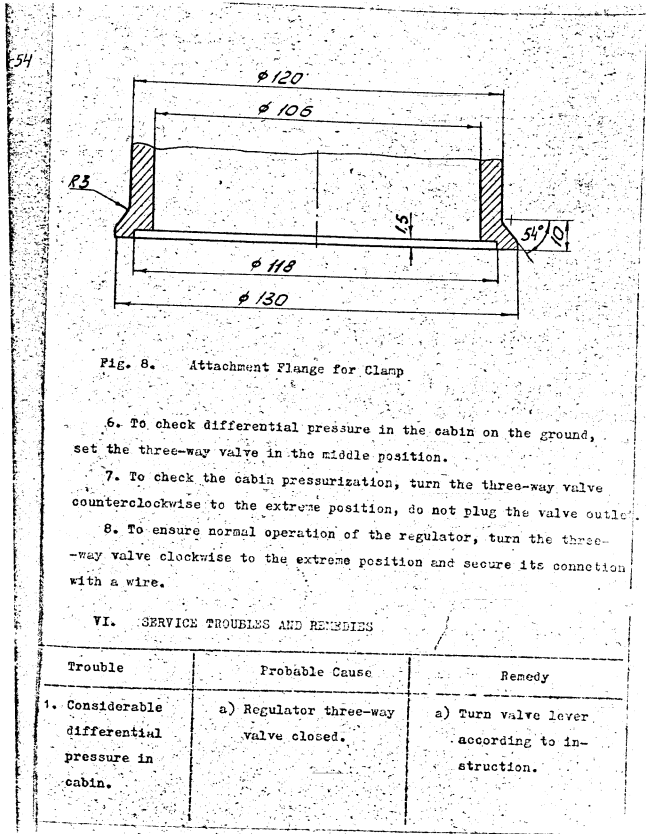 54
φ 120
φ 106
R3
1.5
54°
10
φ 118
φ 130
Fig. 8. Attachment Flange for Clamp
6. To check differential pressure in the cabin on the ground,
set the three-way valve in the middle position.
7. To check the cabin pressurization, turn the three-way valve
counterclockwise to the extreme position, do not plug the valve outlet.
8. To ensure normal operation of the regulator, turn the three-
-way valve clockwise to the extreme position and secure its connction
with a wire.
VI. SERVICE TROUBLES AND REMEDIES
Trouble Probable Cause Remedy
1. Considerable a) Regulator three-way a) Turn valve lever
differential valve closed. according to in-
pressure in struction.
cabin.